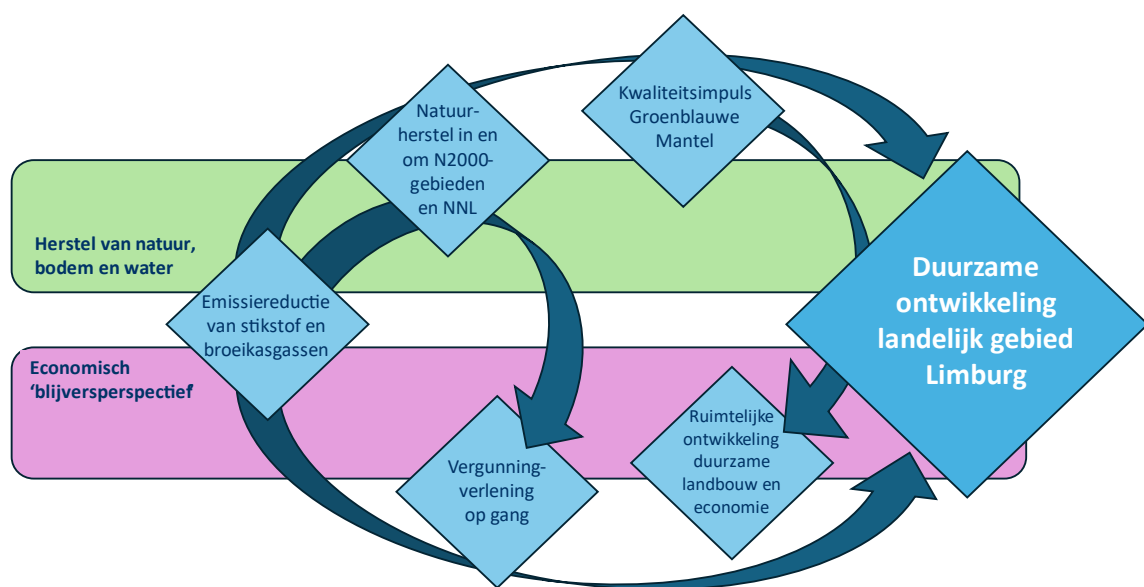 Kwaliteitsimpuls
Groenblauwe
Mantel
Natuur-
herstel in en
om N2000-
gebieden
en NNL
Herstel van natuur,
bodem en water
Emissiereductie
van stikstof en
broeikasgassen
Duurzame
ontwikkeling
landelijk gebied
Limburg
Economisch
‘blijversperspectief’
Vergunning-
verlening
op gang
Ruimtelijke
ontwikkeling
duurzame
landbouw en
economie